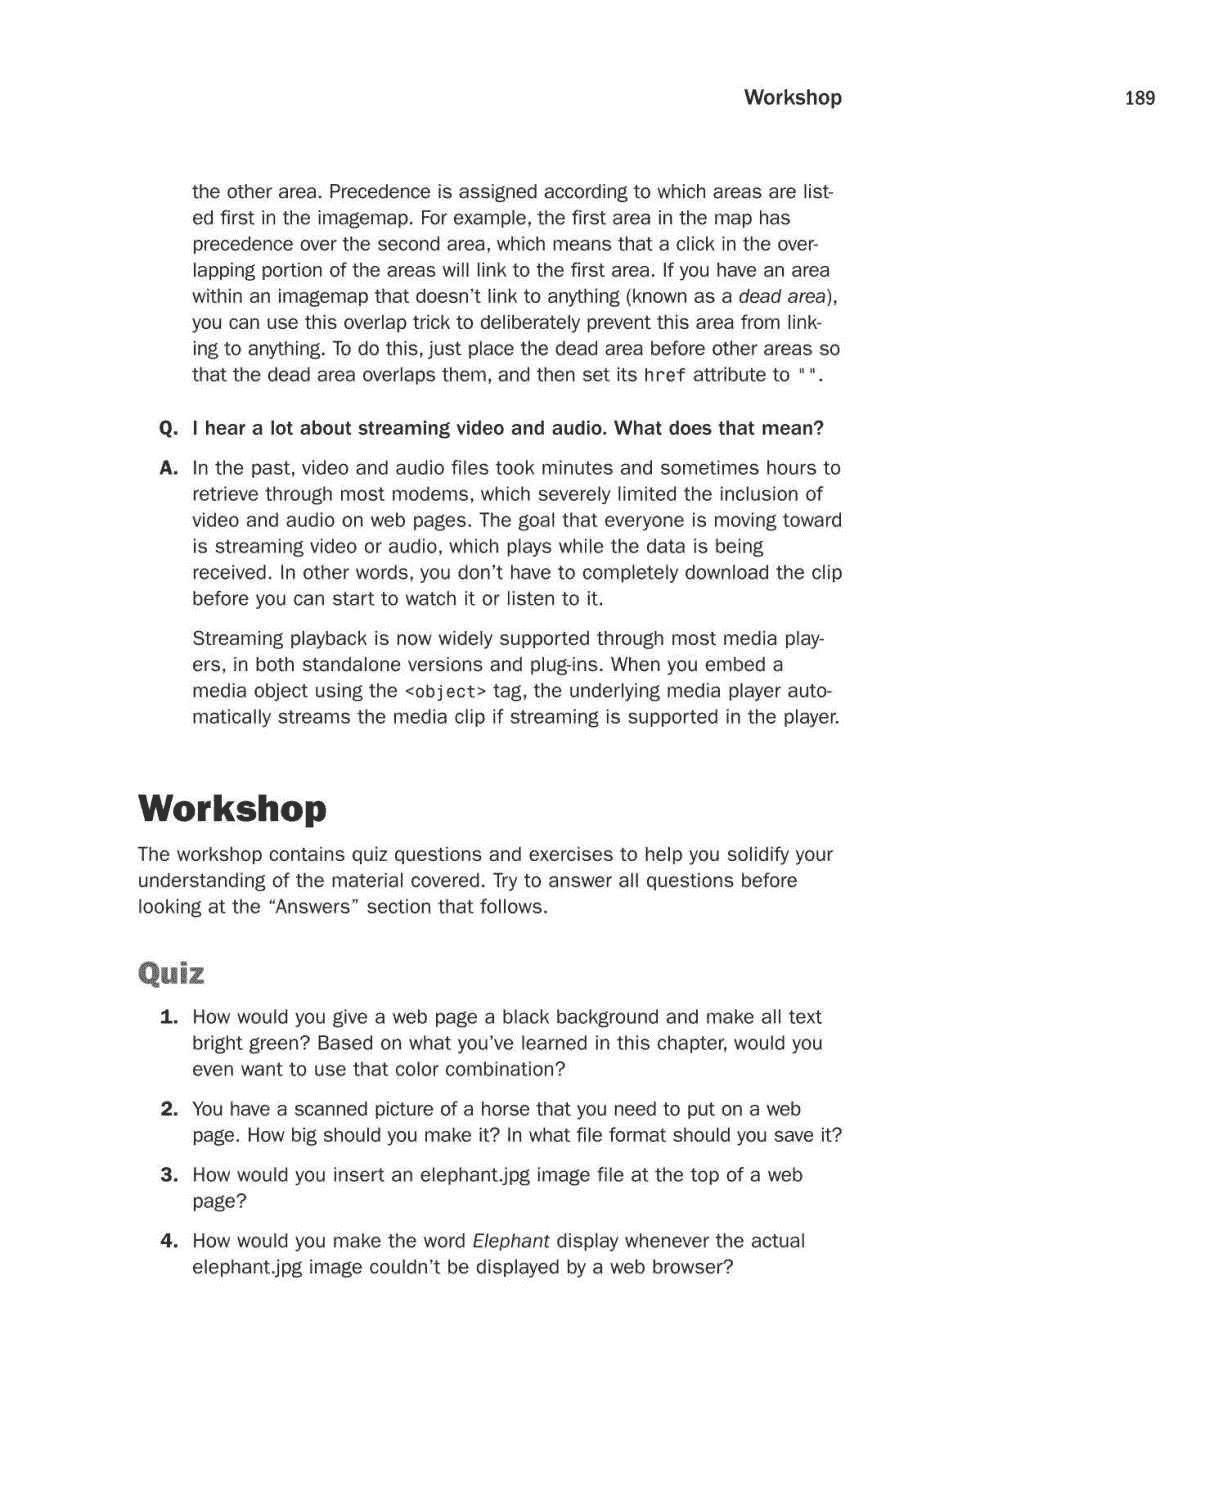 Workshop 189
the other area. Precedence is assigned according to which areas are list-
ed first in the imagemap. For example, the first area in the map has
precedence over the second area, which means that a click in the over-
lapping portion of the areas will link to the first area. If you have an area
within an imagemap that doesn't link to anything (known as a dead area),
you can use this overlap trick to deliberately prevent this area from link-
ing to anything. To do this, just place the dead area before other areas so
that the dead area overlaps them, and then set its href attribute to "".
Q. I hear a lot about streaming video and audio. What does that mean?
A. In the past, video and audio files took minutes and sometimes hours to
retrieve through most modems, which severely limited the inclusion of
video and audio on web pages. The goal that everyone is moving toward
is streaming video or audio, which plays while the data is being
received. In other words, you don't have to completely download the clip
before you can start to watch it or listen to it.
Streaming playback is now widely supported through most media play-
ers, in both standalone versions and plug-ins. When you embed a
media object using the <object> tag, the underlying media player auto-
matically streams the media clip if streaming is supported in the player.
Workshop
The workshop contains quiz questions and exercises to help you solidify your
understanding of the material covered. Try to answer all questions before
looking at the “Answers” section that follows.
Quiz
1. How would you give a web page a black background and make all text
bright green? Based on what you've learned in this chapter, would you
even want to use that color combination?
2. You have a scanned picture of a horse that you need to put on a web
page. How big should you make it? In what file format should you save it?
3. How would you insert an elephant.jpg image file at the top of a web
page?
4. How would you make the word Elephant display whenever the actual
elephant.jpg image couldn't be displayed by a web browser?